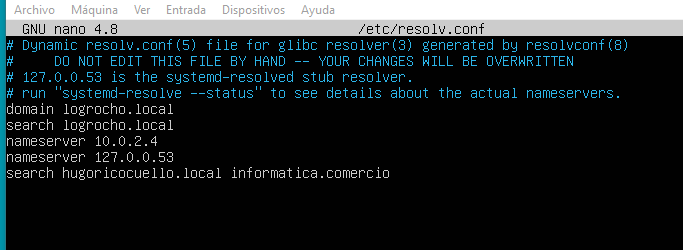 Archivo Máquina Ver Entrada Dispositivos Ayuda
GNU nano 4.8 /etc/resolv.conf
# Dynamic resolv.conf(5) file for glibc resolver(3) generated by resolvconf(8)
#     DO NOT EDIT THIS FILE BY HAND -- YOUR CHANGES WILL BE OVERWRITTEN
# 127.0.0.53 is the systemd-resolved stub resolver.
# run "systemd-resolve --status" to see details about the actual nameservers.
domain logrocho.local
search logrocho.local
nameserver 10.0.2.4
nameserver 127.0.0.53
search hugoricocuello.local informatica.comercio